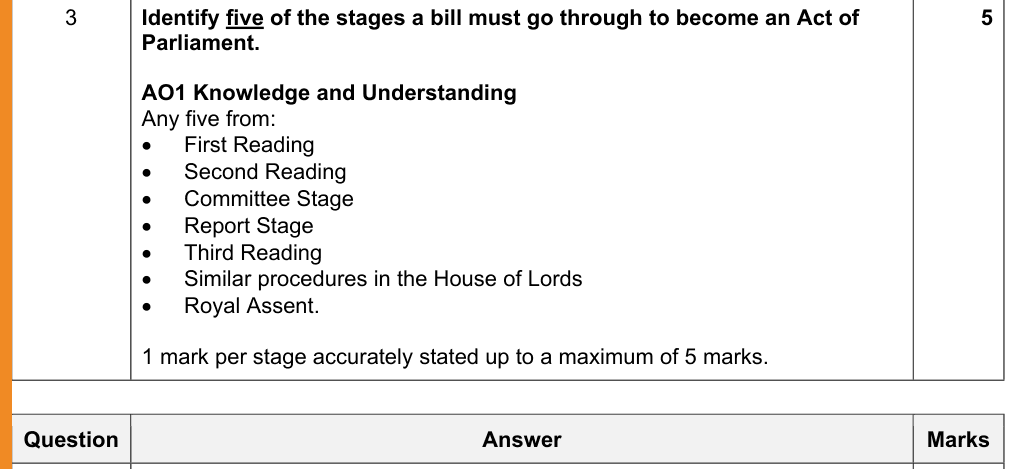 3 Identify five of the stages a bill must go through to become an Act of 5
Parliament.
AO1 Knowledge and Understanding
Any five from:
• First Reading
• Second Reading
• Committee Stage
• Report Stage
• Third Reading
• Similar procedures in the House of Lords
• Royal Assent.
1 mark per stage accurately stated up to a maximum of 5 marks.
Question Answer Marks